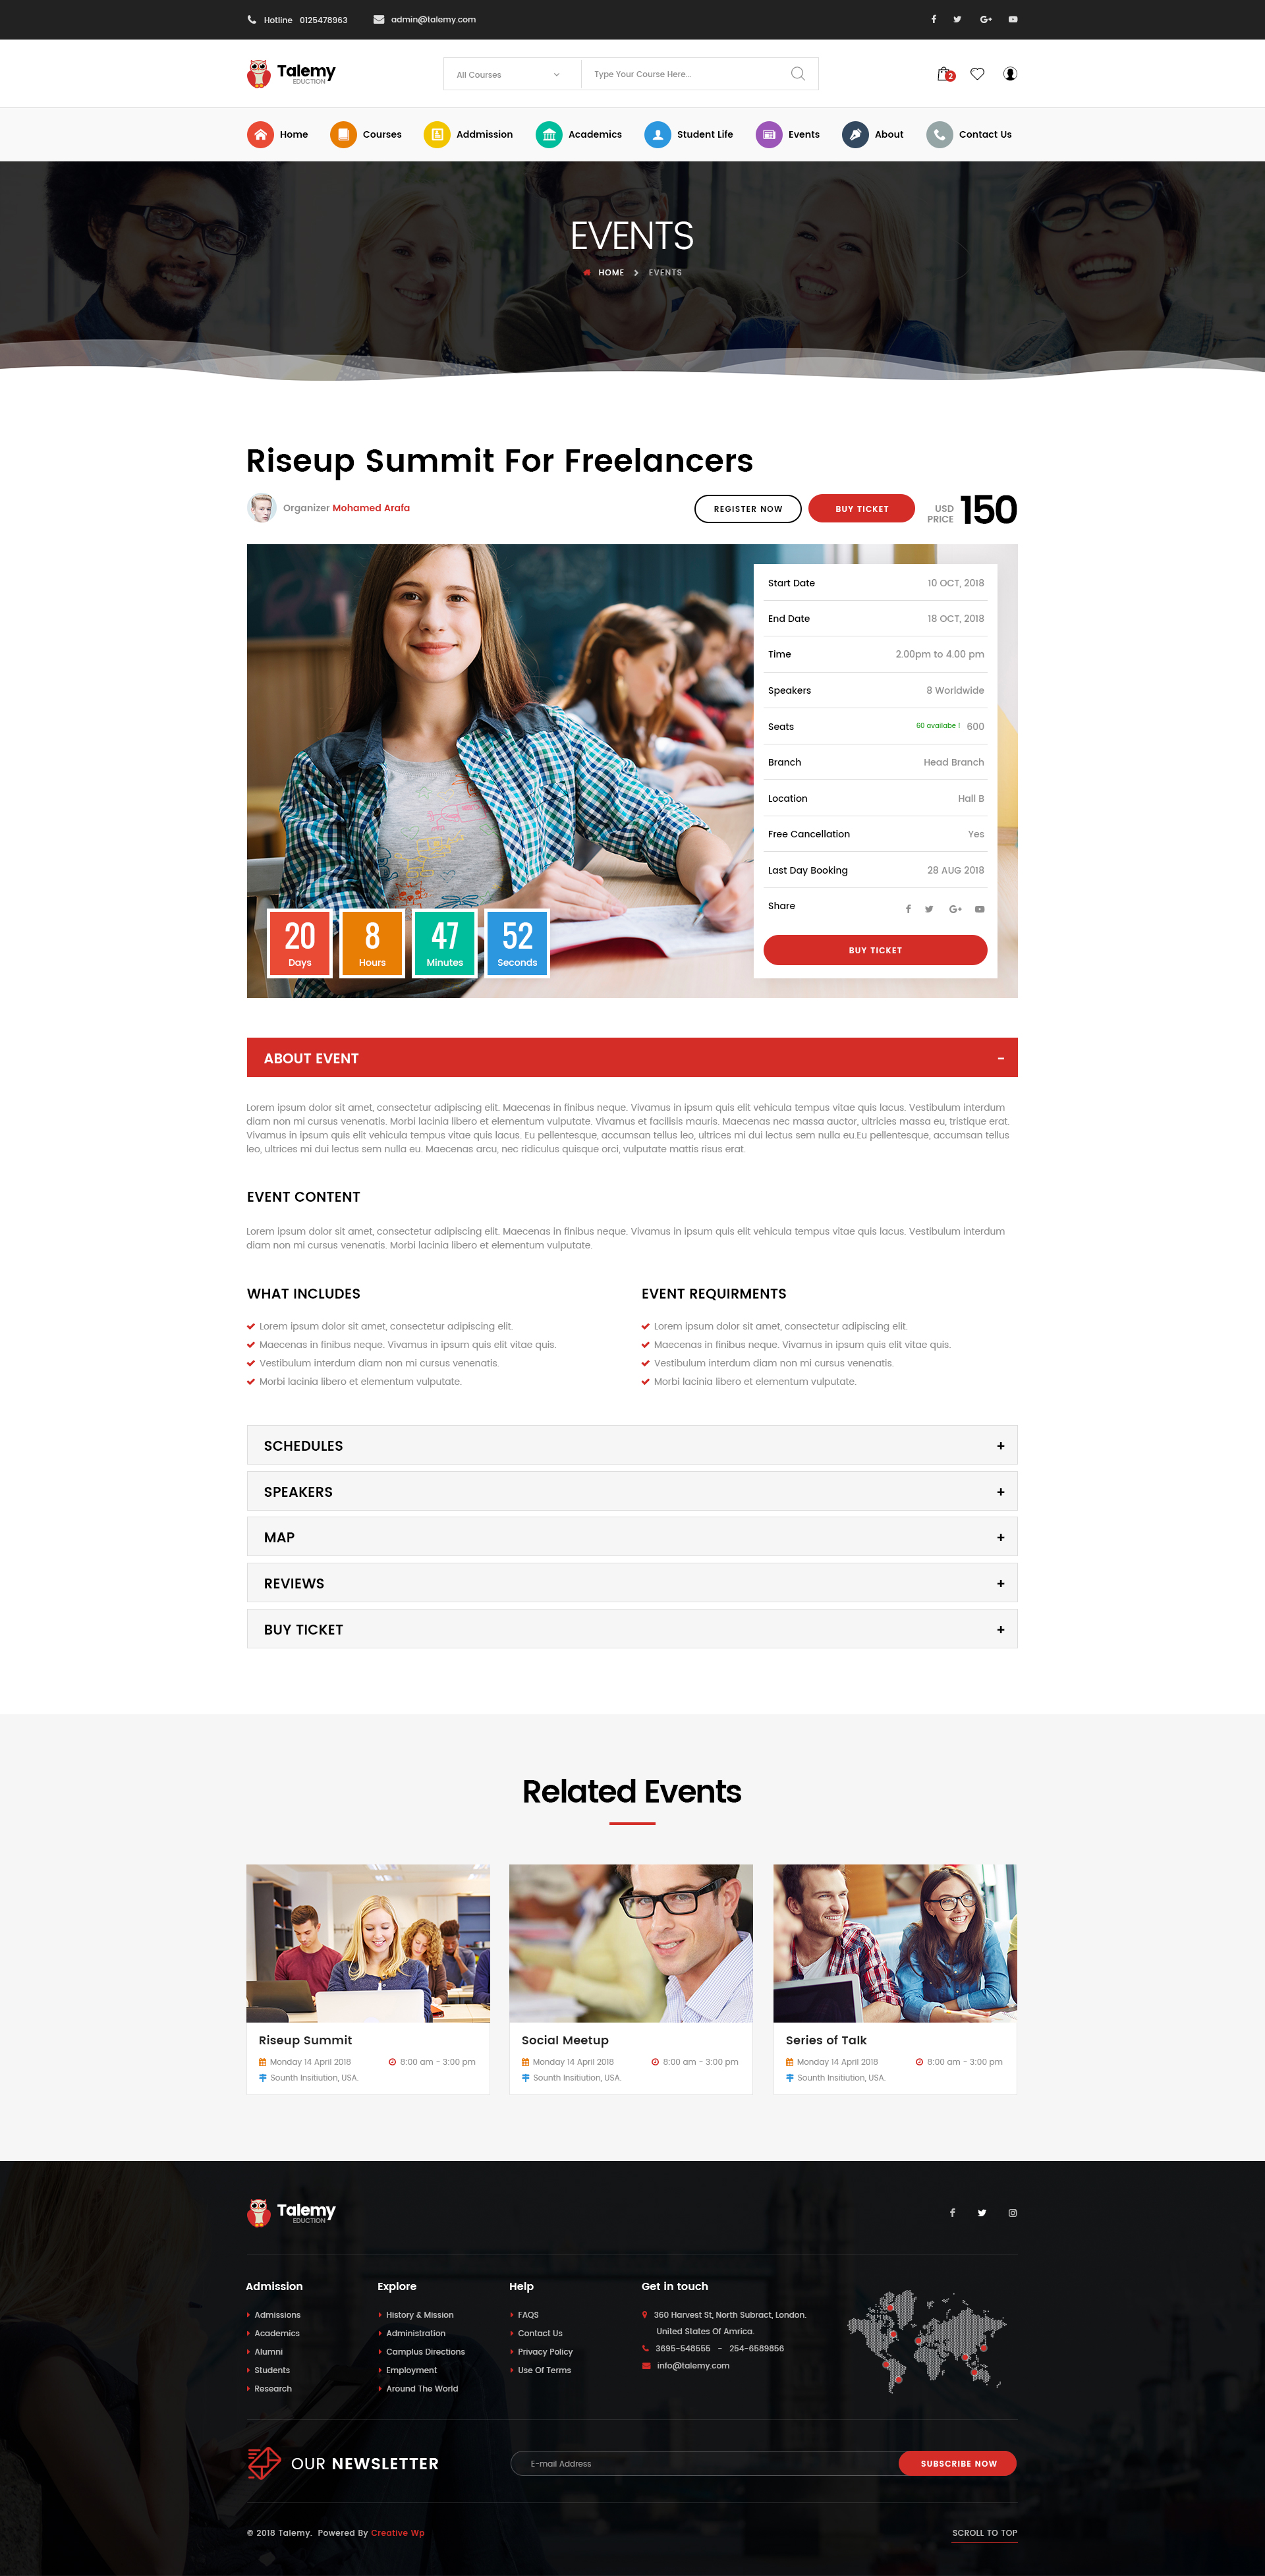 Hotline 0125478963 admin@talemy.com
Talemy
EDUCTION
All Courses Type Your Course Here...
2
Home Courses Addmission Academics Student Life Events About Contact Us
EVENTS
HOME EVENTS
Riseup Summit For Freelancers
Organizer Mohamed Arafa
REGISTER NOW BUY TICKET
USD PRICE 150
Start Date 10 OCT, 2018
End Date 18 OCT, 2018
Time 2.00pm to 4.00 pm
Speakers 8 Worldwide
Seats 60 availabe ! 600
Branch Head Branch
Location Hall B
Free Cancellation Yes
Last Day Booking 28 AUG 2018
Share
BUY TICKET
20 8 47 52
Days Hours Minutes Seconds
ABOUT EVENT -
Lorem ipsum dolor sit amet, consectetur adipiscing elit. Maecenas in finibus neque. Vivamus in ipsum quis elit vehicula tempus vitae quis lacus. Vestibulum interdum
diam non mi cursus venenatis. Morbi lacinia libero et elementum vulputate. Vivamus et facilisis mauris. Maecenas nec massa auctor, ultricies massa eu, tristique erat.
Vivamus in ipsum quis elit vehicula tempus vitae quis lacus. Eu pellentesque, accumsan tellus leo, ultrices mi dui lectus sem nulla eu.Eu pellentesque, accumsan tellus
leo, ultrices mi dui lectus sem nulla eu. Maecenas arcu, nec ridiculus quisque orci, vulputate mattis risus erat.
EVENT CONTENT
Lorem ipsum dolor sit amet, consectetur adipiscing elit. Maecenas in finibus neque. Vivamus in ipsum quis elit vehicula tempus vitae quis lacus. Vestibulum interdum
diam non mi cursus venenatis. Morbi lacinia libero et elementum vulputate.
WHAT INCLUDES
Lorem ipsum dolor sit amet, consectetur adipiscing elit.
Maecenas in finibus neque. Vivamus in ipsum quis elit vitae quis.
Vestibulum interdum diam non mi cursus venenatis.
Morbi lacinia libero et elementum vulputate.
EVENT REQUIRMENTS
Lorem ipsum dolor sit amet, consectetur adipiscing elit.
Maecenas in finibus neque. Vivamus in ipsum quis elit vitae quis.
Vestibulum interdum diam non mi cursus venenatis.
Morbi lacinia libero et elementum vulputate.
SCHEDULES +
SPEAKERS +
MAP +
REVIEWS +
BUY TICKET +
Related Events
Riseup Summit
Monday 14 April 2018 8:00 am - 3:00 pm
Sounth Insitiution, USA.
Social Meetup
Monday 14 April 2018 8:00 am - 3:00 pm
Sounth Insitiution, USA.
Series of Talk
Monday 14 April 2018 8:00 am - 3:00 pm
Sounth Insitiution, USA.
Talemy
EDUCTION
Admission
Admissions
Academics
Alumni
Students
Research
Explore
History & Mission
Administration
Camplus Directions
Employment
Around The World
Help
FAQS
Contact Us
Privacy Policy
Use Of Terms
Get in touch
360 Harvest St, North Subract, London.
United States Of Amrica.
3695-548555 - 254-6589856
info@talemy.com
OUR NEWSLETTER
E-mail Address SUBSCRIBE NOW
© 2018 Talemy. Powered By Creative Wp
SCROLL TO TOP